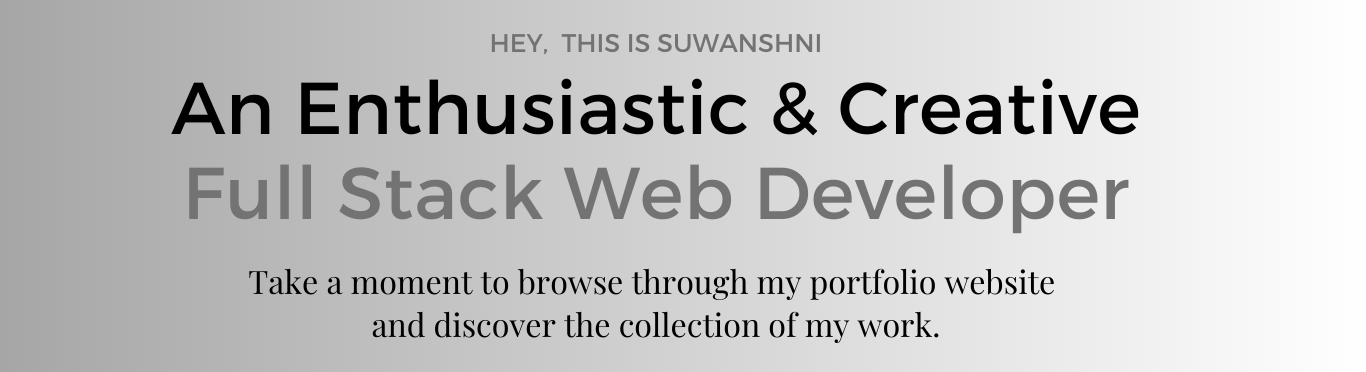 HEY, THIS IS SUWANSHNI
An Enthusiastic & Creative
Full Stack Web Developer
Take a moment to browse through my portfolio website
and discover the collection of my work.